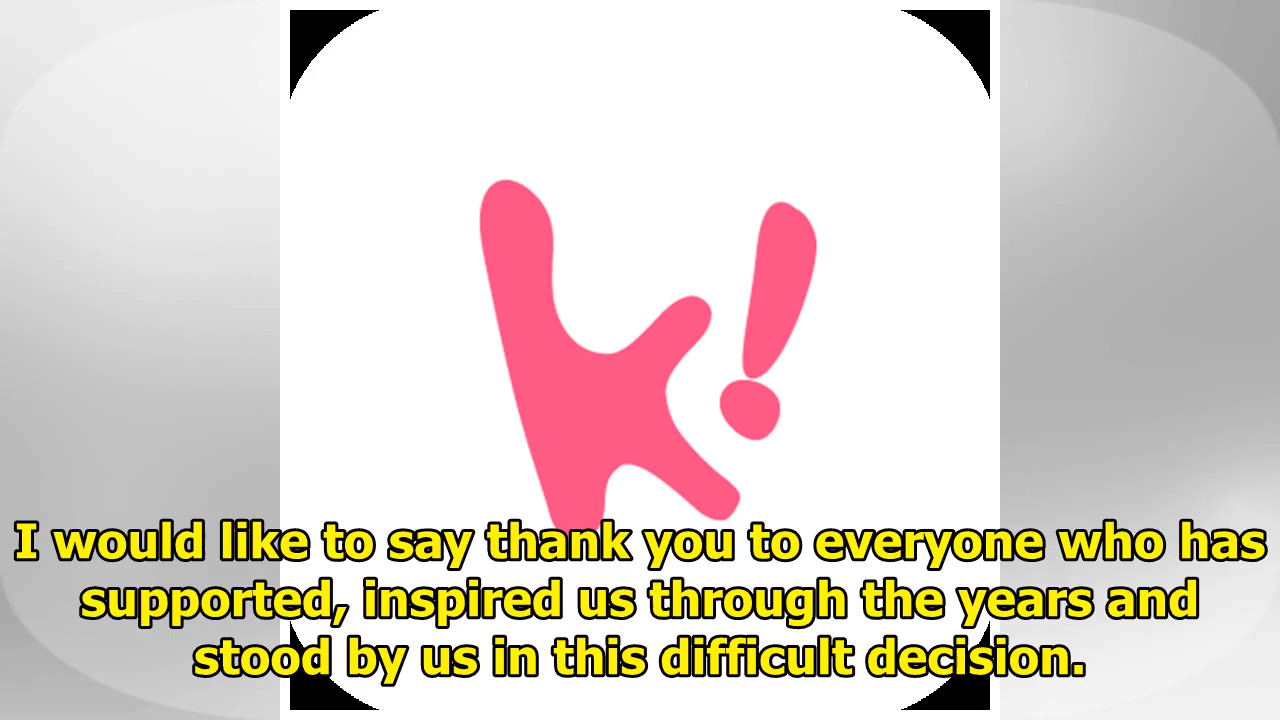 k!
I would like to say thank you to everyone who has
supported, inspired us through the years and
stood by us in this difficult decision.